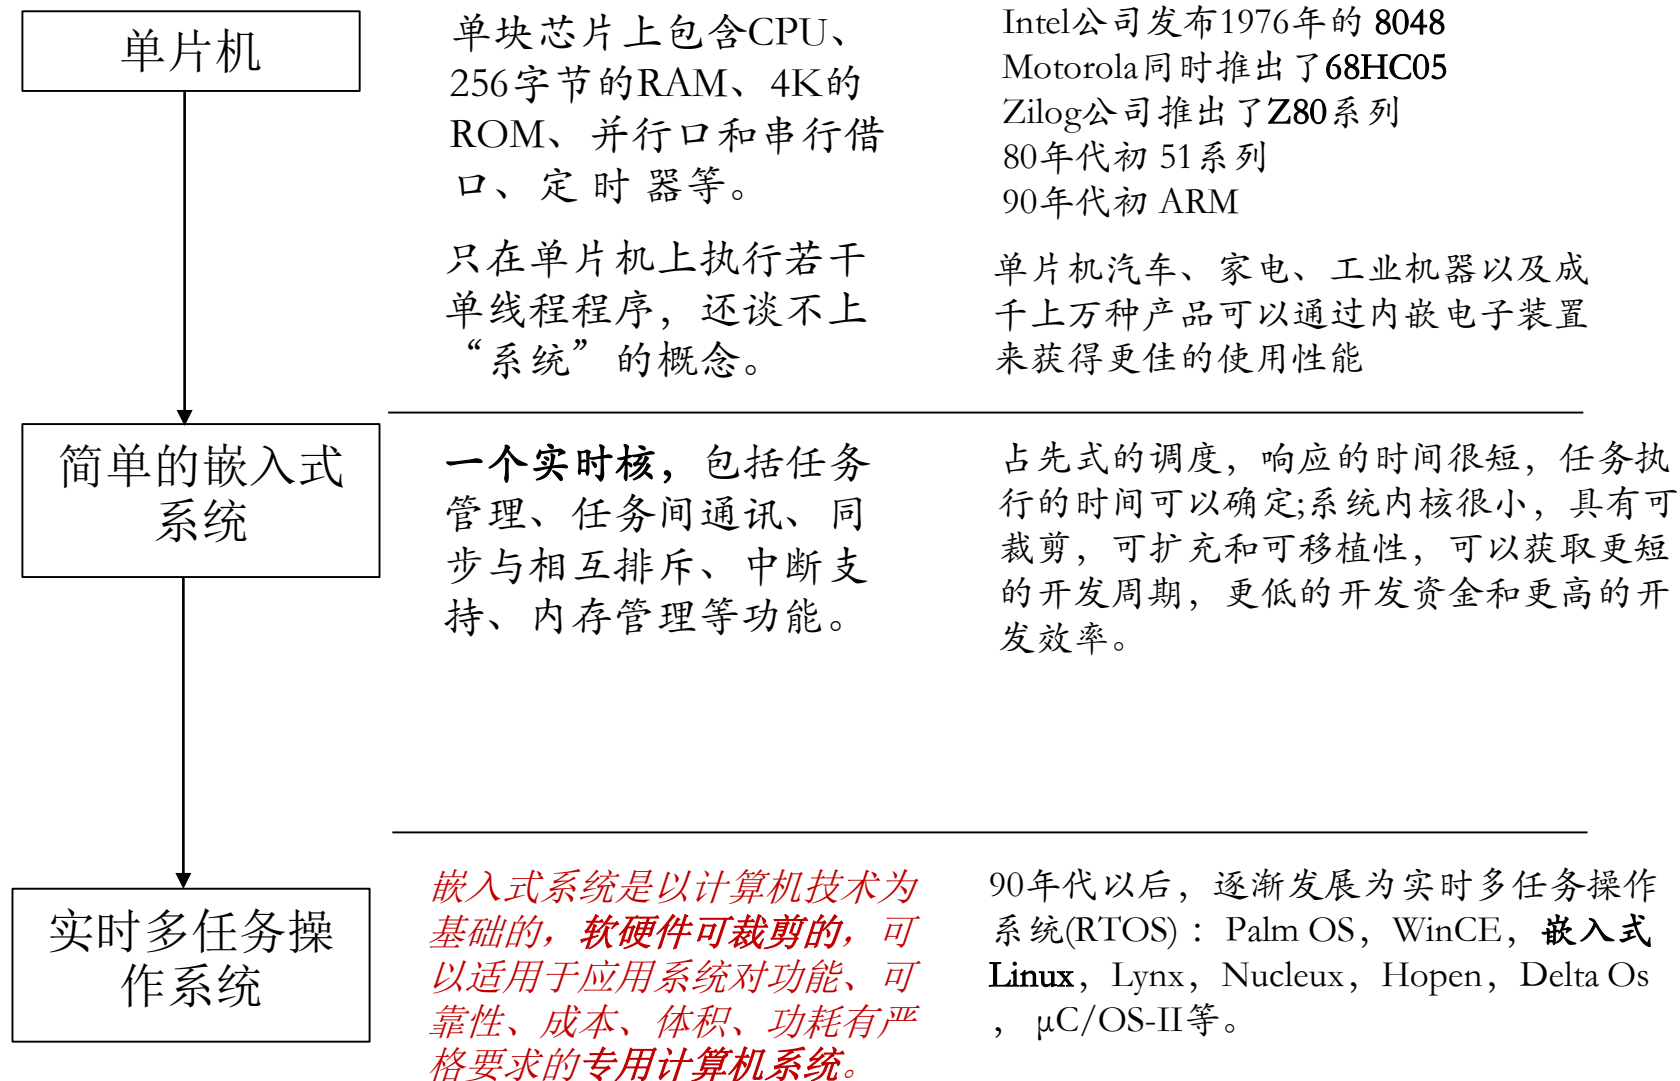 单片机
单块芯片上包含CPU、
256字节的RAM、4K的
ROM、并行口和串行借
口、定 时 器等。
只在单片机上执行若干
单线程程序，还谈不上
“系统”的概念。
Intel公司发布1976年的 8048
Motorola同时推出了68HC05
Zilog公司推出了Z80系列
80年代初 51系列
90年代初 ARM
单片机汽车、家电、工业机器以及成
千上万种产品可以通过内嵌电子装置
来获得更佳的使用性能
简单的嵌入式
系统
一个实时核，包括任务
管理、任务间通讯、同
步与相互排斥、中断支
持、内存管理等功能。
占先式的调度，响应的时间很短，任务执
行的时间可以确定;系统内核很小，具有可
裁剪，可扩充和可移植性，可以获取更短
的开发周期，更低的开发资金和更高的开
发效率。
实时多任务操
作系统
嵌入式系统是以计算机技术为
基础的，软硬件可裁剪的，可
以适用于应用系统对功能、可
靠性、成本、体积、功耗有严
格要求的专用计算机系统。
90年代以后，逐渐发展为实时多任务操作
系统(RTOS) ：Palm OS，WinCE，嵌入式
Linux，Lynx，Nucleux，Hopen，Delta Os
， μC/OS-II等。